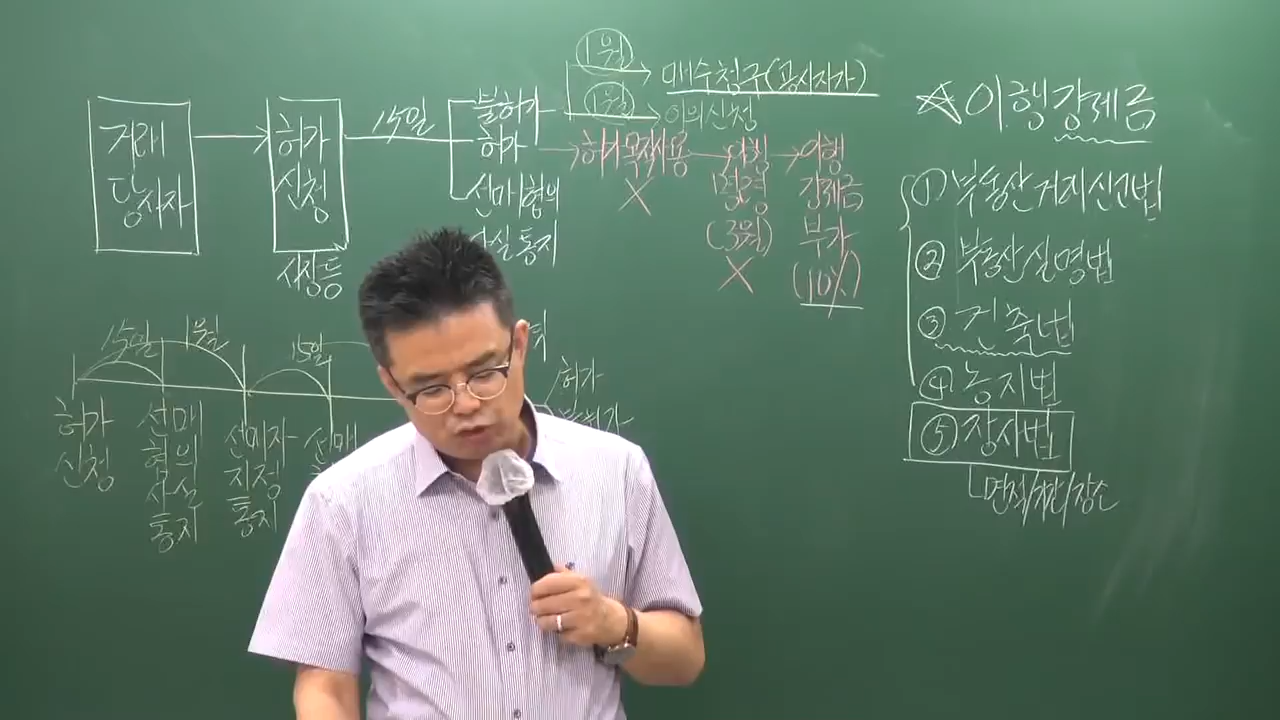 거래
당사자
허가
신청
시장등
15일
불허가
허가
선매협의
사실통지
1월
매수청구(공시지가)
1월
이의신청
허가목적사용
X
이행
명령
(3월)
X
이행
강제금
부가
(10%)
15일
1월
15일
허가
신청
선매
협의
사실
통지
선매자
지정
통지
선매
허가
☆이행강제금
① 부동산거래신고법
② 부동산실명법
③ 건축법
④ 농지법
⑤ 장사법
면적/
/장소